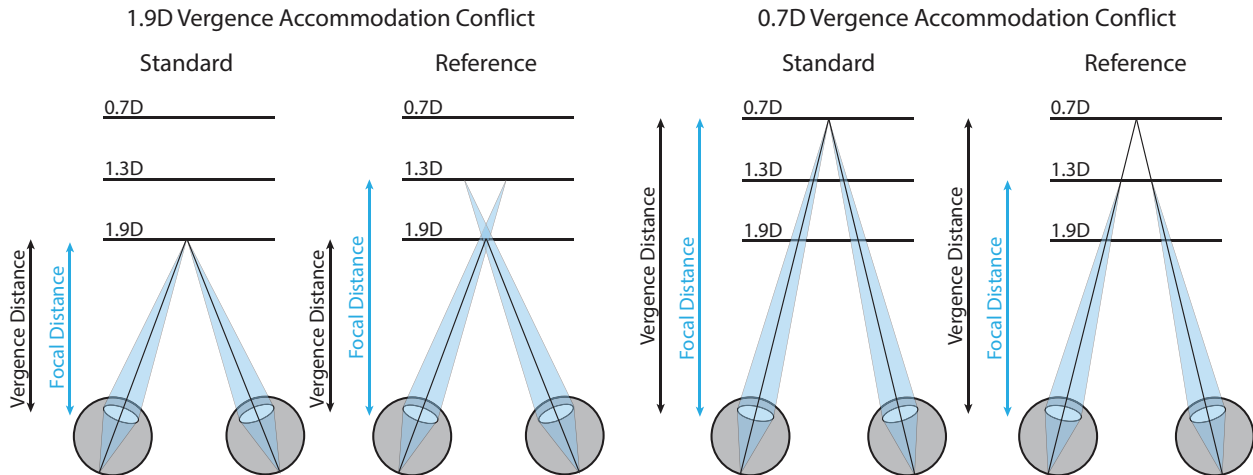 1.9D Vergence Accommodation Conflict
Standard
Reference
0.7D
1.3D
1.9D
Vergence Distance
Focal Distance
0.7D
1.3D
1.9D
Vergence Distance
Focal Distance
0.7D Vergence Accommodation Conflict
Standard
Reference
0.7D
1.3D
1.9D
Vergence Distance
Focal Distance
0.7D
1.3D
1.9D
Vergence Distance
Focal Distance